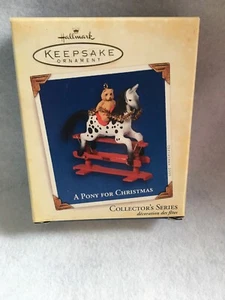 Hallmark
KEEPSAKE
ORNAMENT
A PONY FOR CHRISTMAS
COLLECTOR'S SERIES
décoration des fêtes